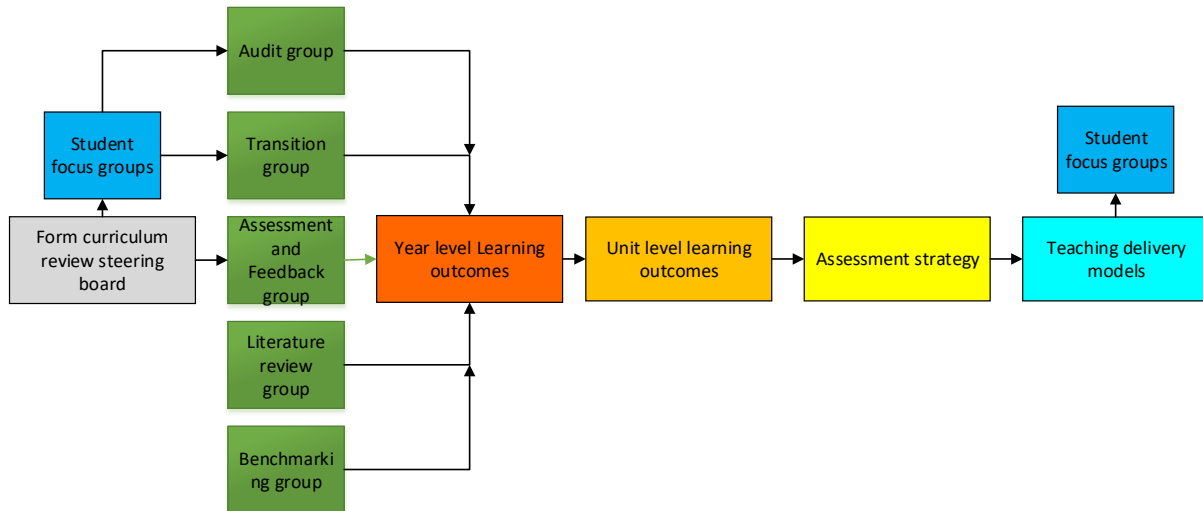 Audit group
Student
focus groups
Transition
group
Student
focus groups
Form curriculum
review steering
board
Assessment
and
Feedback
group
Year level Learning
outcomes
Unit level learning
outcomes
Assessment strategy
Teaching delivery
models
Literature
review
group
Benchmarki
ng group